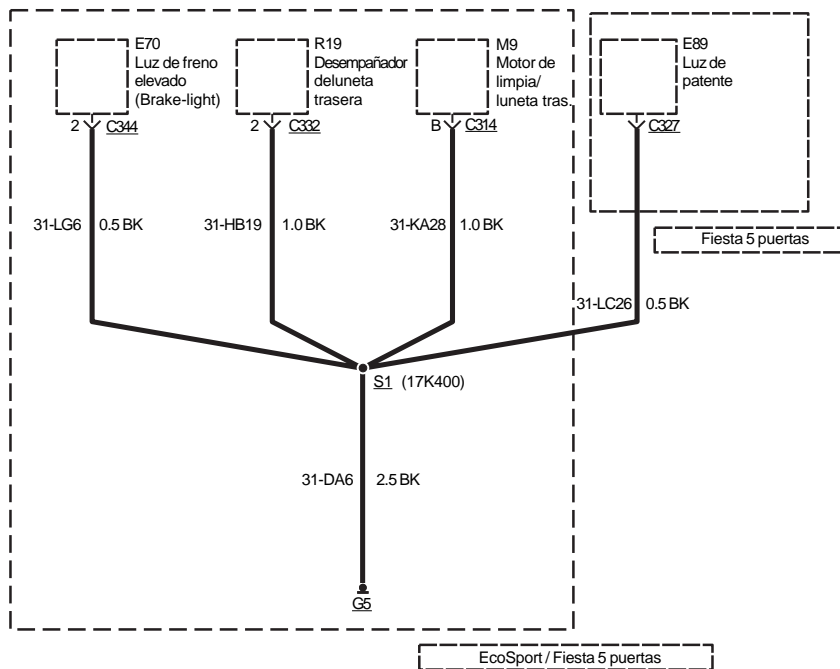 E70
Luz de freno
elevado
(Brake-light)
R19
Desempañador
deluneta
trasera
M9
Motor de
limpia/
luneta tras.
E89
Luz de
patente
2 C344
2 C332
B C314
C327
31-LG6 0.5 BK
31-HB19 1.0 BK
31-KA28 1.0 BK
Fiesta 5 puertas
31-LC26 0.5 BK
S1 (17K400)
31-DA6 2.5 BK
G5
EcoSport / Fiesta 5 puertas